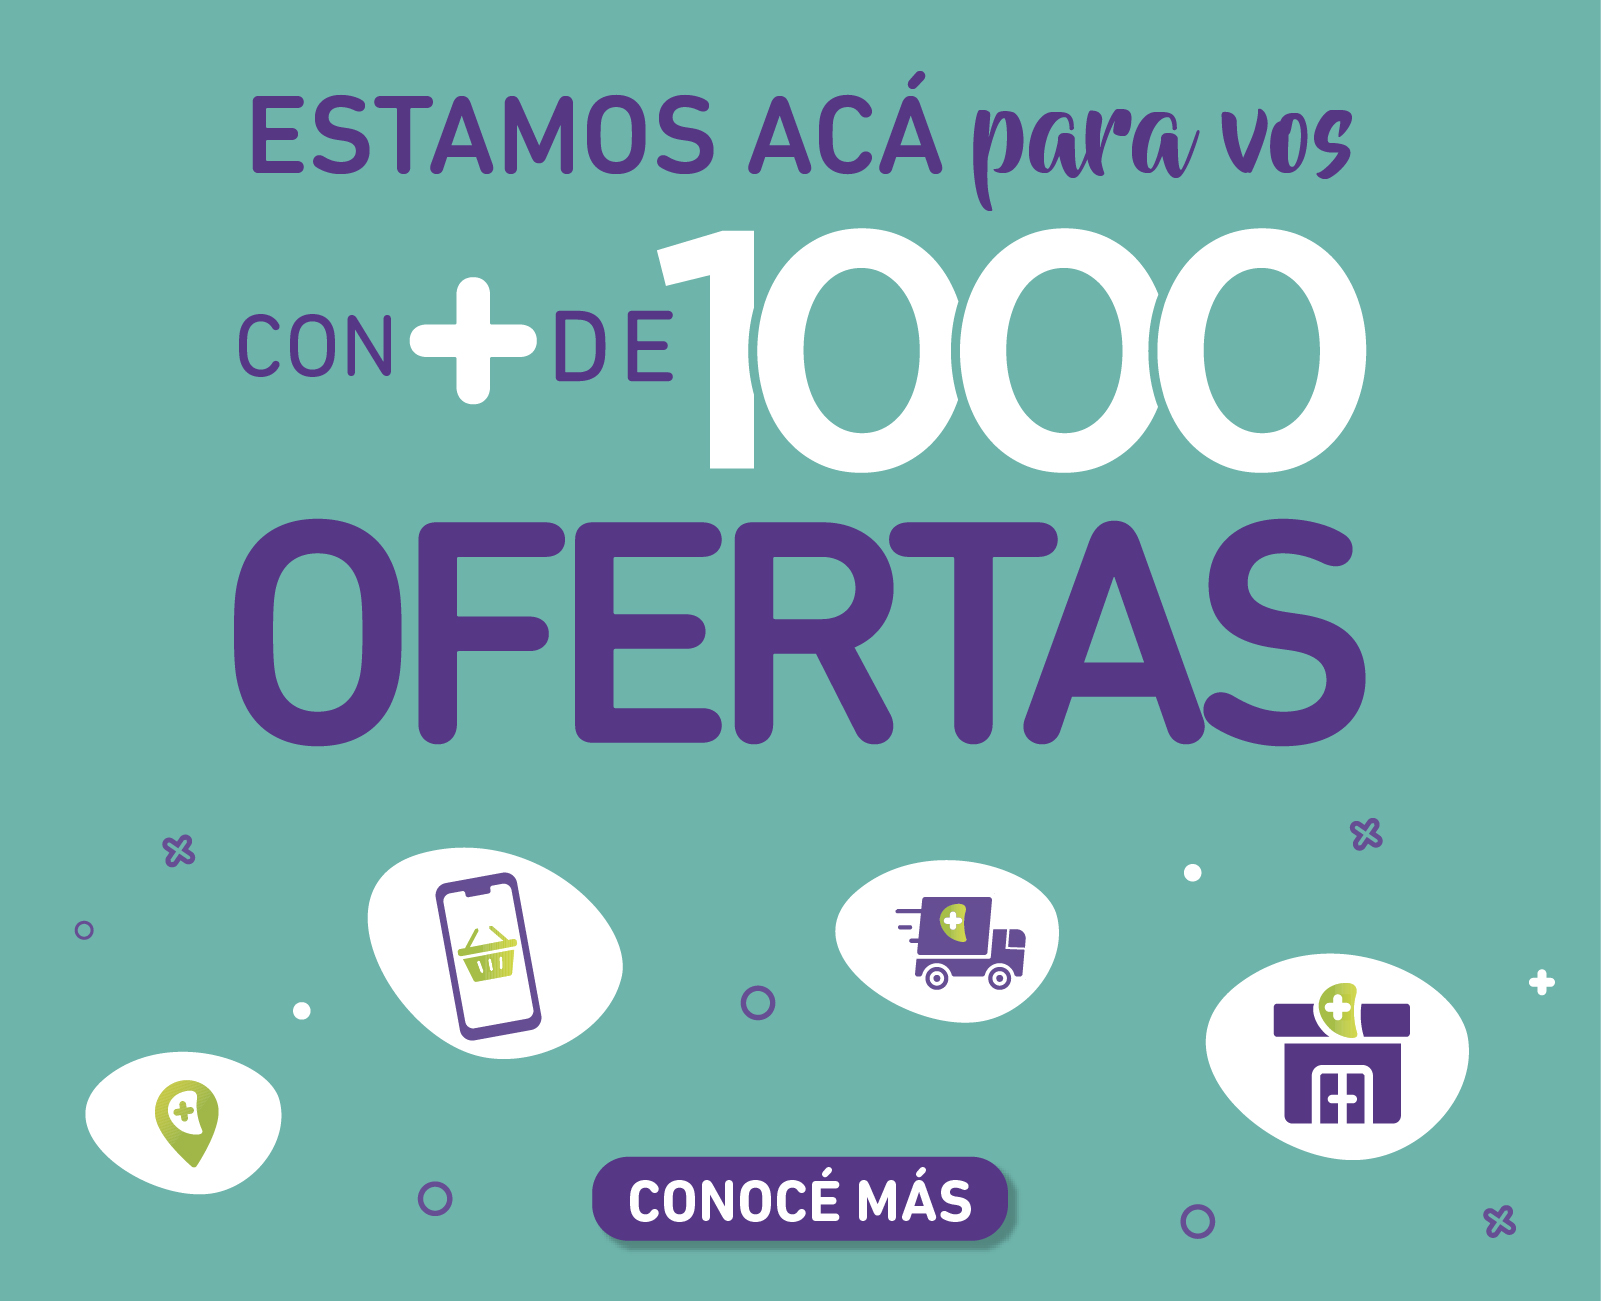 ESTAMOS ACÁ para vos
CON + DE 1000
OFERTAS
CONOCÉ MÁS